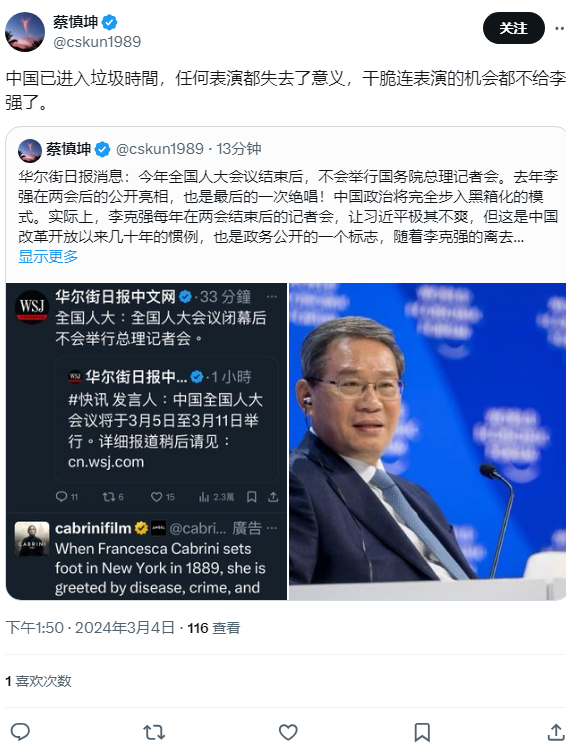 蔡慎坤
@cskun1989
关注
中国已进入垃圾時間，任何表演都失去了意义，干脆连表演的机会都不给李
强了。
蔡慎坤 @cskun1989 · 13分钟
华尔街日报消息：今年全国人大会议结束后，不会举行国务院总理记者会。去年李
强在两会后的公开亮相，也是最后的一次绝唱！中国政治将完全步入黑箱化的模
式。实际上，李克强每年在两会结束后的记者会，让习近平极其不爽，但这是中国
改革开放以来几十年的惯例，也是政务公开的一个标志，随着李克强的离去...
显示更多
WSJ
华尔街日报中文网 · 33 分鐘
全国人大：全国人大会议闭幕后
不会举行总理记者会。
WSJ 华尔街日报中... · 1 小時
#快讯 发言人：中国全国人大
会议将于3月5日至3月11日举
行。详细报道稍后请见：
cn.wsj.com
11 6 15 2.3萬
CABRINI
cabrinifilm @cabri... 廣告
When Francesca Cabrini sets
foot in New York in 1889, she is
greeted by disease, crime, and
下午1:50 · 2024年3月4日 · 116 查看
1 喜欢次数